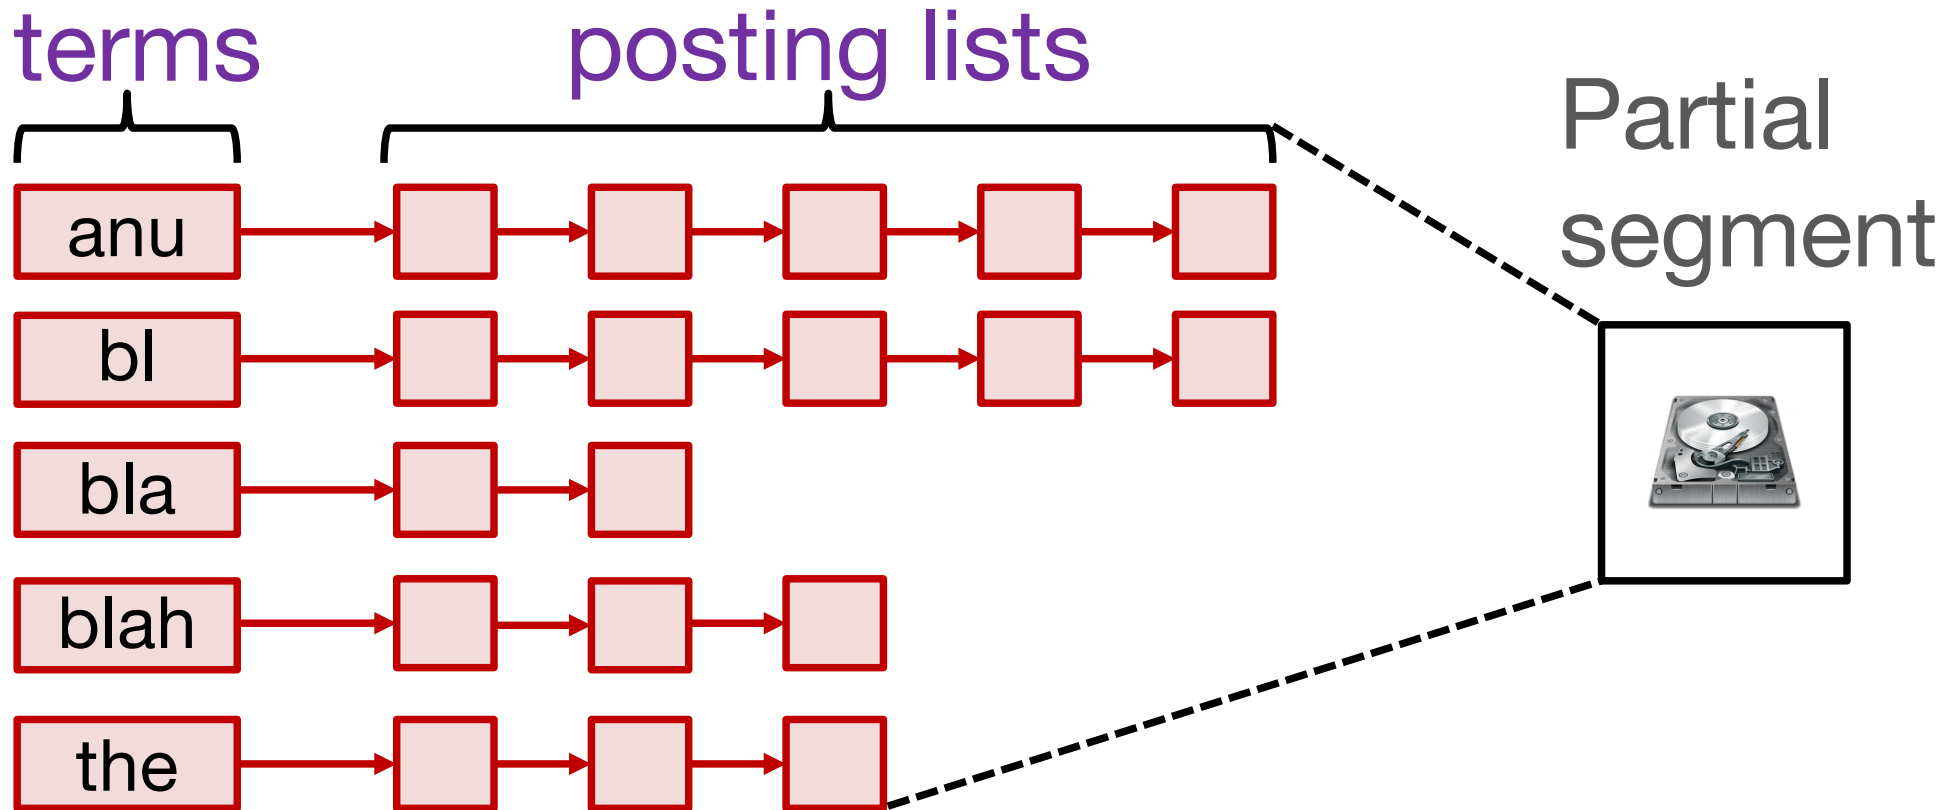 terms
posting lists
Partial
segment
anu
bl
bla
blah
the